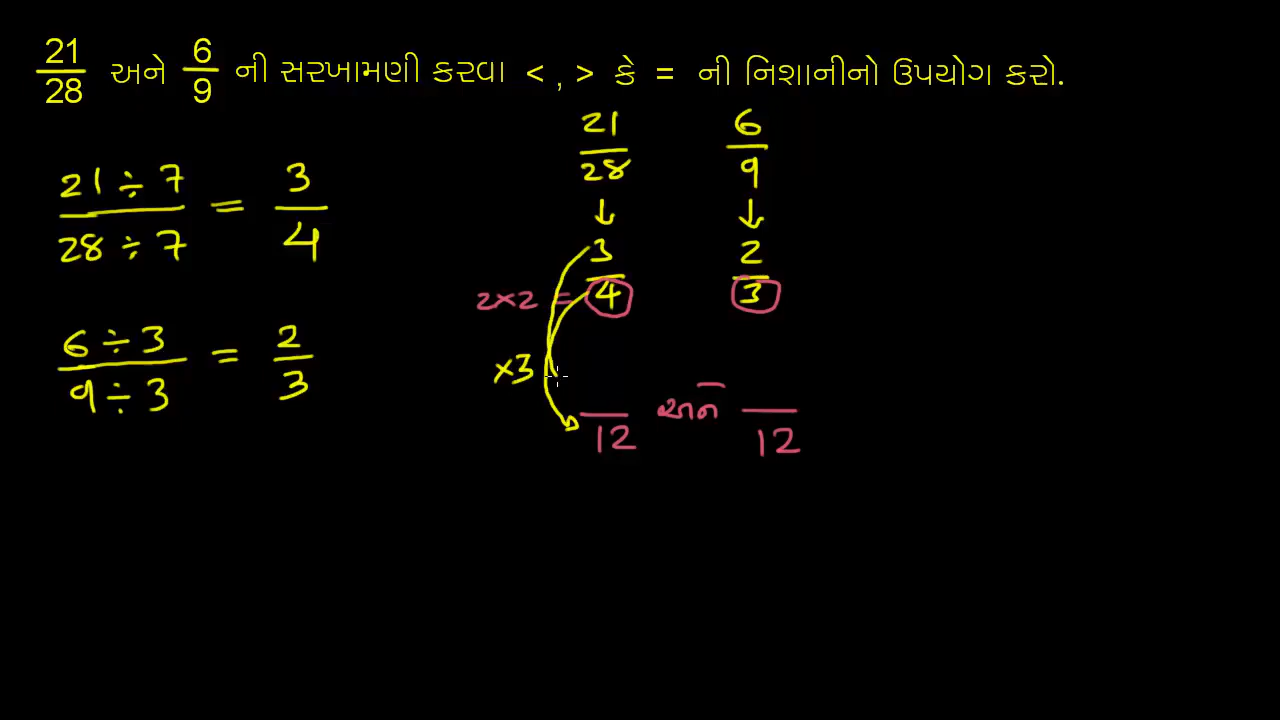 21/28 અને 6/9 ની સરખામણી કરવા < , > કે = ની નિશાનીનો ઉપયોગ કરો.
21 ÷ 7 / 28 ÷ 7 = 3/4
6 ÷ 3 / 9 ÷ 3 = 2/3
21/28 6/9
↓ ↓
3/4 2/3
2×2 =
×3
/12 અને /12